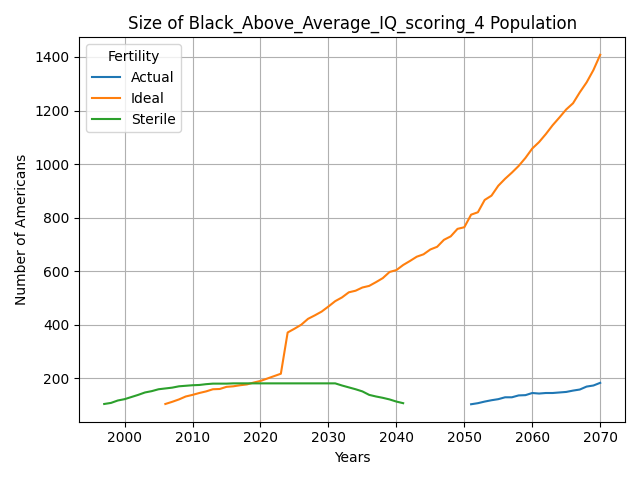 Size of Black_Above_Average_IQ_scoring_4 Population
Fertility
Actual
Ideal
Sterile
Number of Americans
1400
1200
1000
800
600
400
200
2000
2010
2020
2030
2040
2050
2060
2070
Years